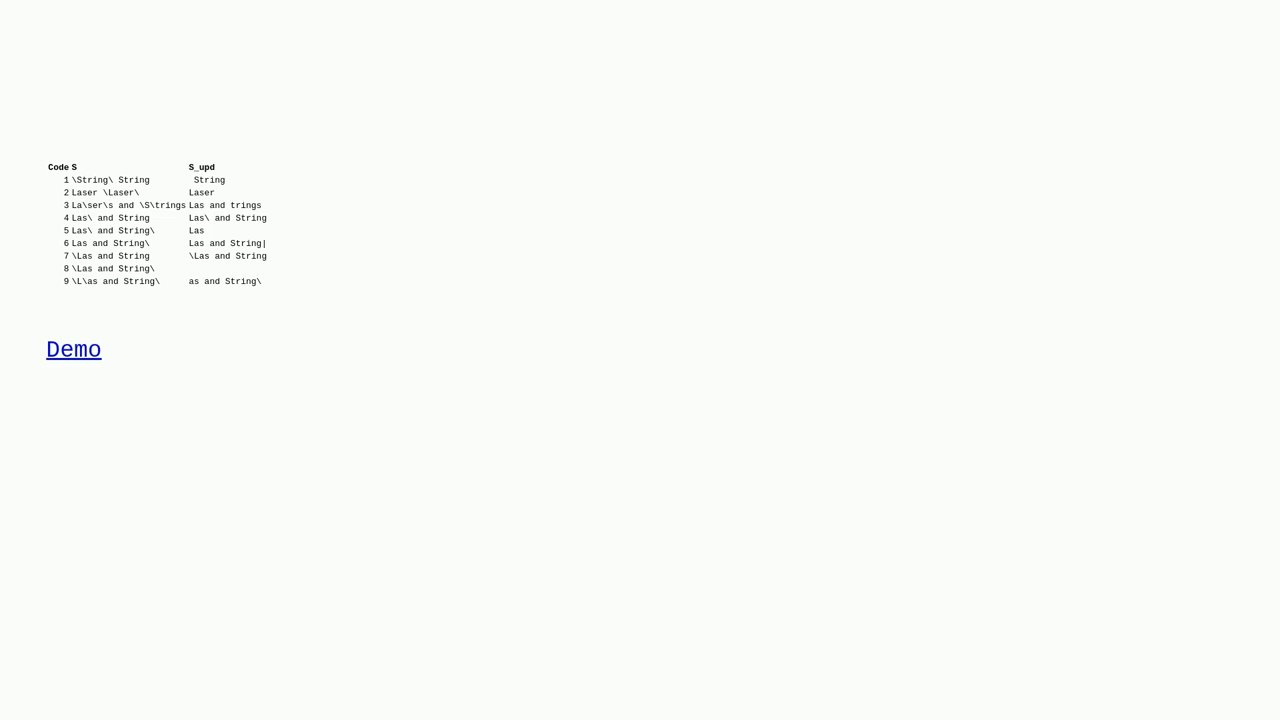 Code S S_upd
1 \String\ String  String
2 Laser \Laser\ Laser
3 La\ser\s and \S\trings Las and trings
4 Las\ and String Las\ and String
5 Las\ and String\ Las
6 Las and String\ Las and String|
7 \Las and String \Las and String
8 \Las and String\
9 \L\as and String\ as and String\
Demo